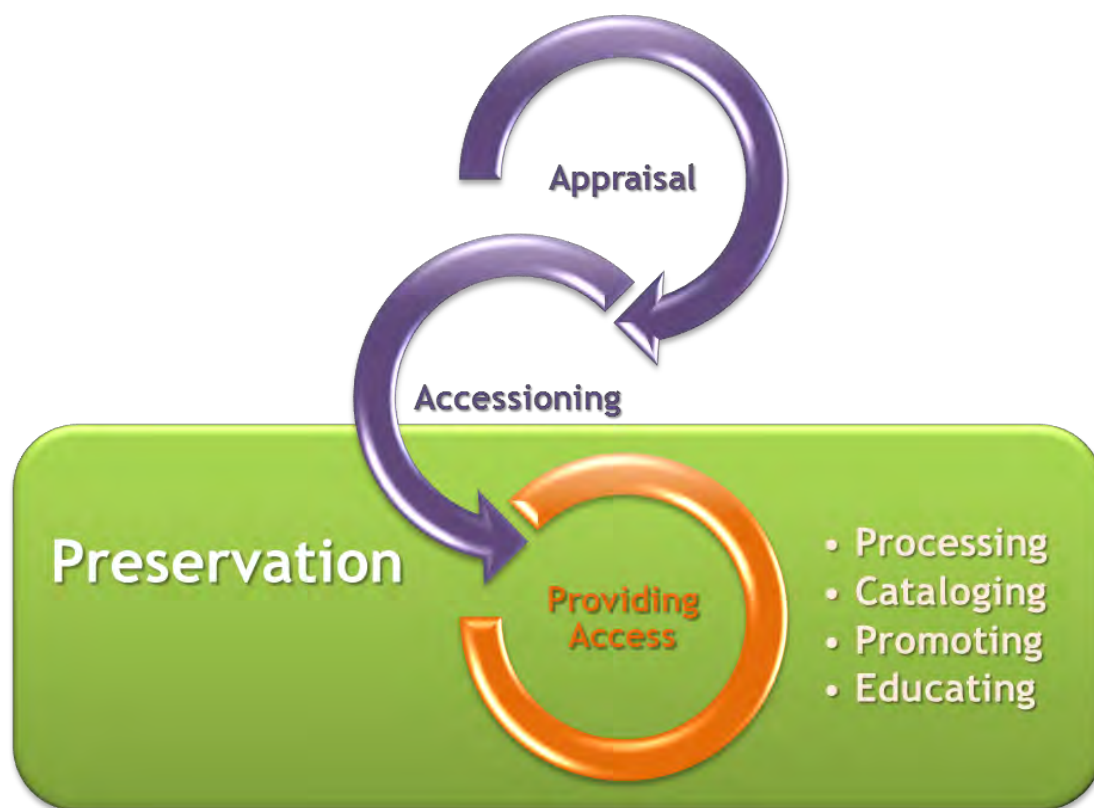 Appraisal
Accessioning
Preservation
Providing
Access
• Processing
• Cataloging
• Promoting
• Educating